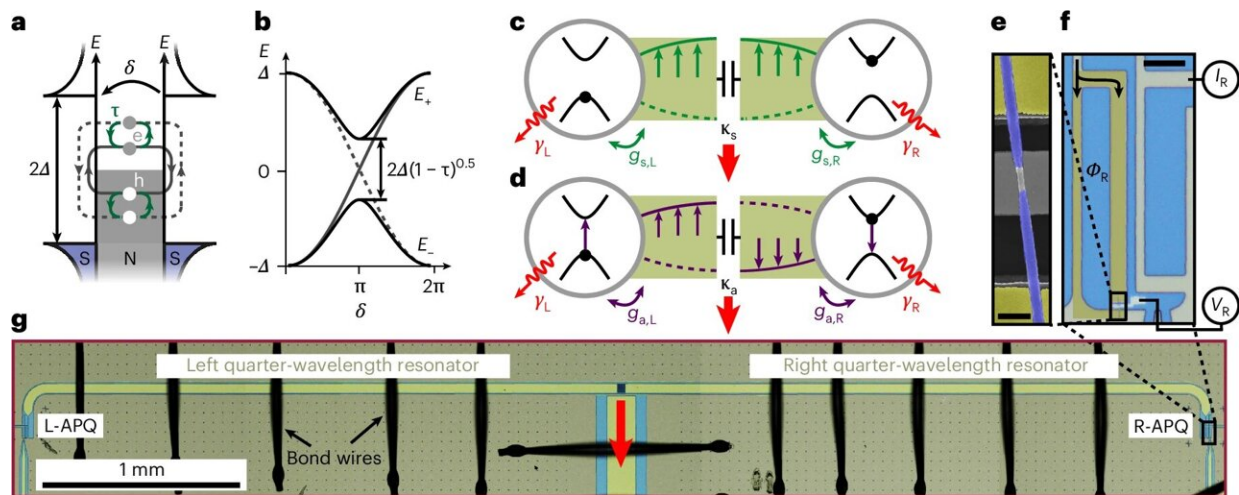 a
E
E
δ
τ
e
2Δ
h
S
N
S
b
E
Δ
E₊
0
2Δ(1 − τ)^0.5
E₋
−Δ
π
2π
δ
c
γL
gs,L
κs
gs,R
γR
d
γL
ga,L
κa
ga,R
γR
e
f
IR
ΦR
VR
g
Left quarter-wavelength resonator
Right quarter-wavelength resonator
L-APQ
R-APQ
Bond wires
1 mm